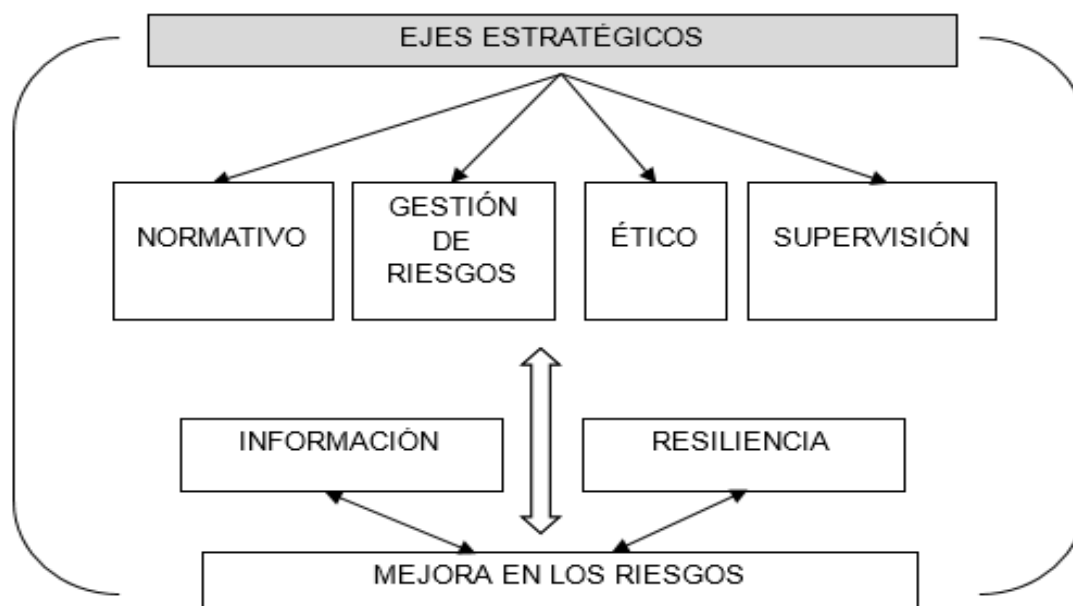 EJES ESTRATÉGICOS
NORMATIVO
GESTIÓN
DE
RIESGOS
ÉTICO
SUPERVISIÓN
INFORMACIÓN
RESILIENCIA
MEJORA EN LOS RIESGOS